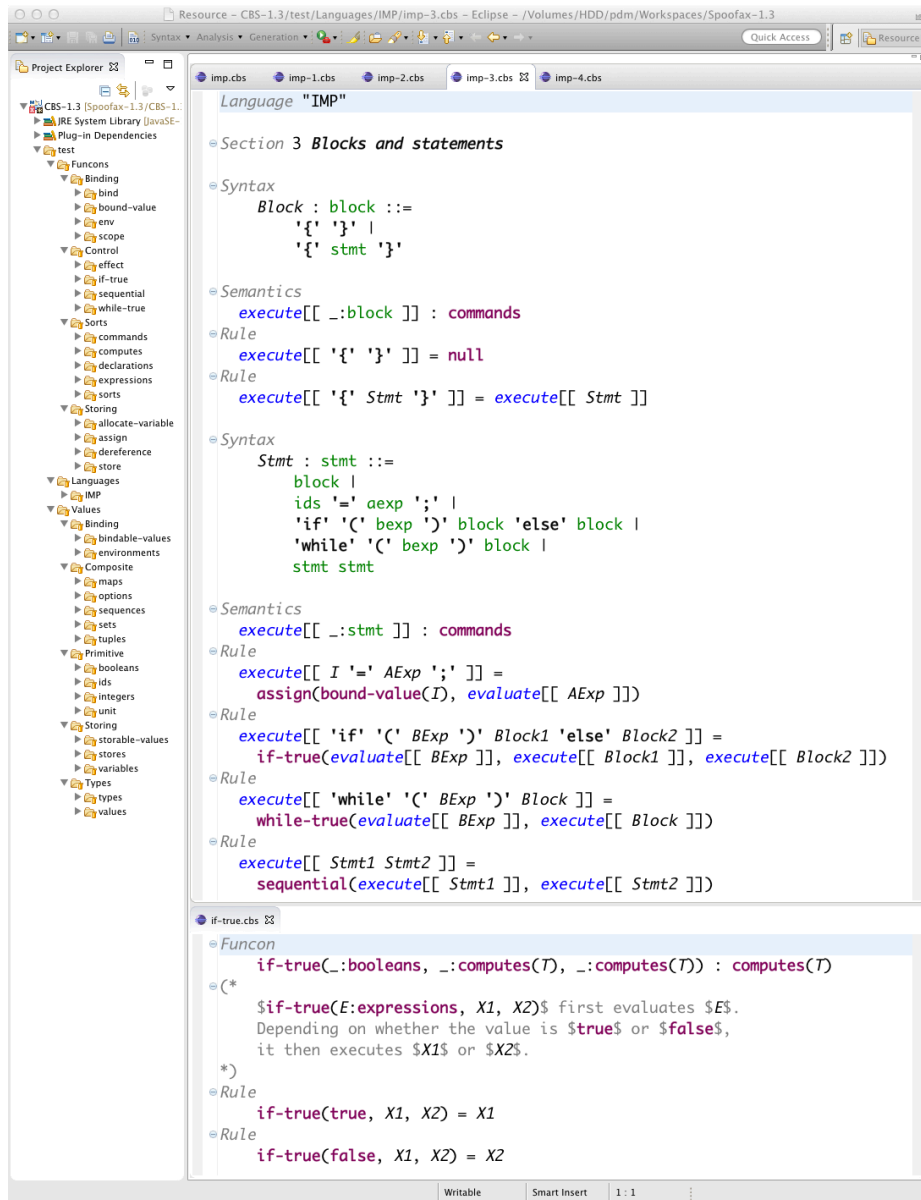 Resource – CBS-1.3/test/Languages/IMP/imp-3.cbs – Eclipse – /Volumes/HDD/pdm/Workspaces/Spoofax-1.3
Syntax Analysis Generation Quick Access Resource
Project Explorer
CBS-1.3 [Spoofax-1.3/CBS-1.
JRE System Library [JavaSE-
Plug-in Dependencies
test
Funcons
Binding
bind
bound-value
env
scope
Control
effect
if-true
sequential
while-true
Sorts
commands
computes
declarations
expressions
sorts
Storing
allocate-variable
assign
dereference
store
Languages
IMP
Values
Binding
bindable-values
environments
Composite
maps
options
sequences
sets
tuples
Primitive
booleans
ids
integers
unit
Storing
storable-values
stores
variables
Types
types
values
imp.cbs imp-1.cbs imp-2.cbs imp-3.cbs imp-4.cbs
Language "IMP"
Section 3 Blocks and statements
Syntax
Block : block ::=
'{' '}' |
'{' stmt '}'
Semantics
execute[[ _:block ]] : commands
Rule
execute[[ '{' '}' ]] = null
Rule
execute[[ '{' Stmt '}' ]] = execute[[ Stmt ]]
Syntax
Stmt : stmt ::=
block |
ids '=' aexp ';' |
'if' '(' bexp ')' block 'else' block |
'while' '(' bexp ')' block |
stmt stmt
Semantics
execute[[ _:stmt ]] : commands
Rule
execute[[ I '=' AExp ';' ]] =
assign(bound-value(I), evaluate[[ AExp ]])
Rule
execute[[ 'if' '(' BExp ')' Block1 'else' Block2 ]] =
if-true(evaluate[[ BExp ]], execute[[ Block1 ]], execute[[ Block2 ]])
Rule
execute[[ 'while' '(' BExp ')' Block ]] =
while-true(evaluate[[ BExp ]], execute[[ Block ]])
Rule
execute[[ Stmt1 Stmt2 ]] =
sequential(execute[[ Stmt1 ]], execute[[ Stmt2 ]])
if-true.cbs
Funcon
if-true(_:booleans, _:computes(T), _:computes(T)) : computes(T)
(*
$if-true(E:expressions, X1, X2)$ first evaluates $E$.
Depending on whether the value is $true$ or $false$,
it then executes $X1$ or $X2$.
*)
Rule
if-true(true, X1, X2) = X1
Rule
if-true(false, X1, X2) = X2
Writable Smart Insert 1 : 1